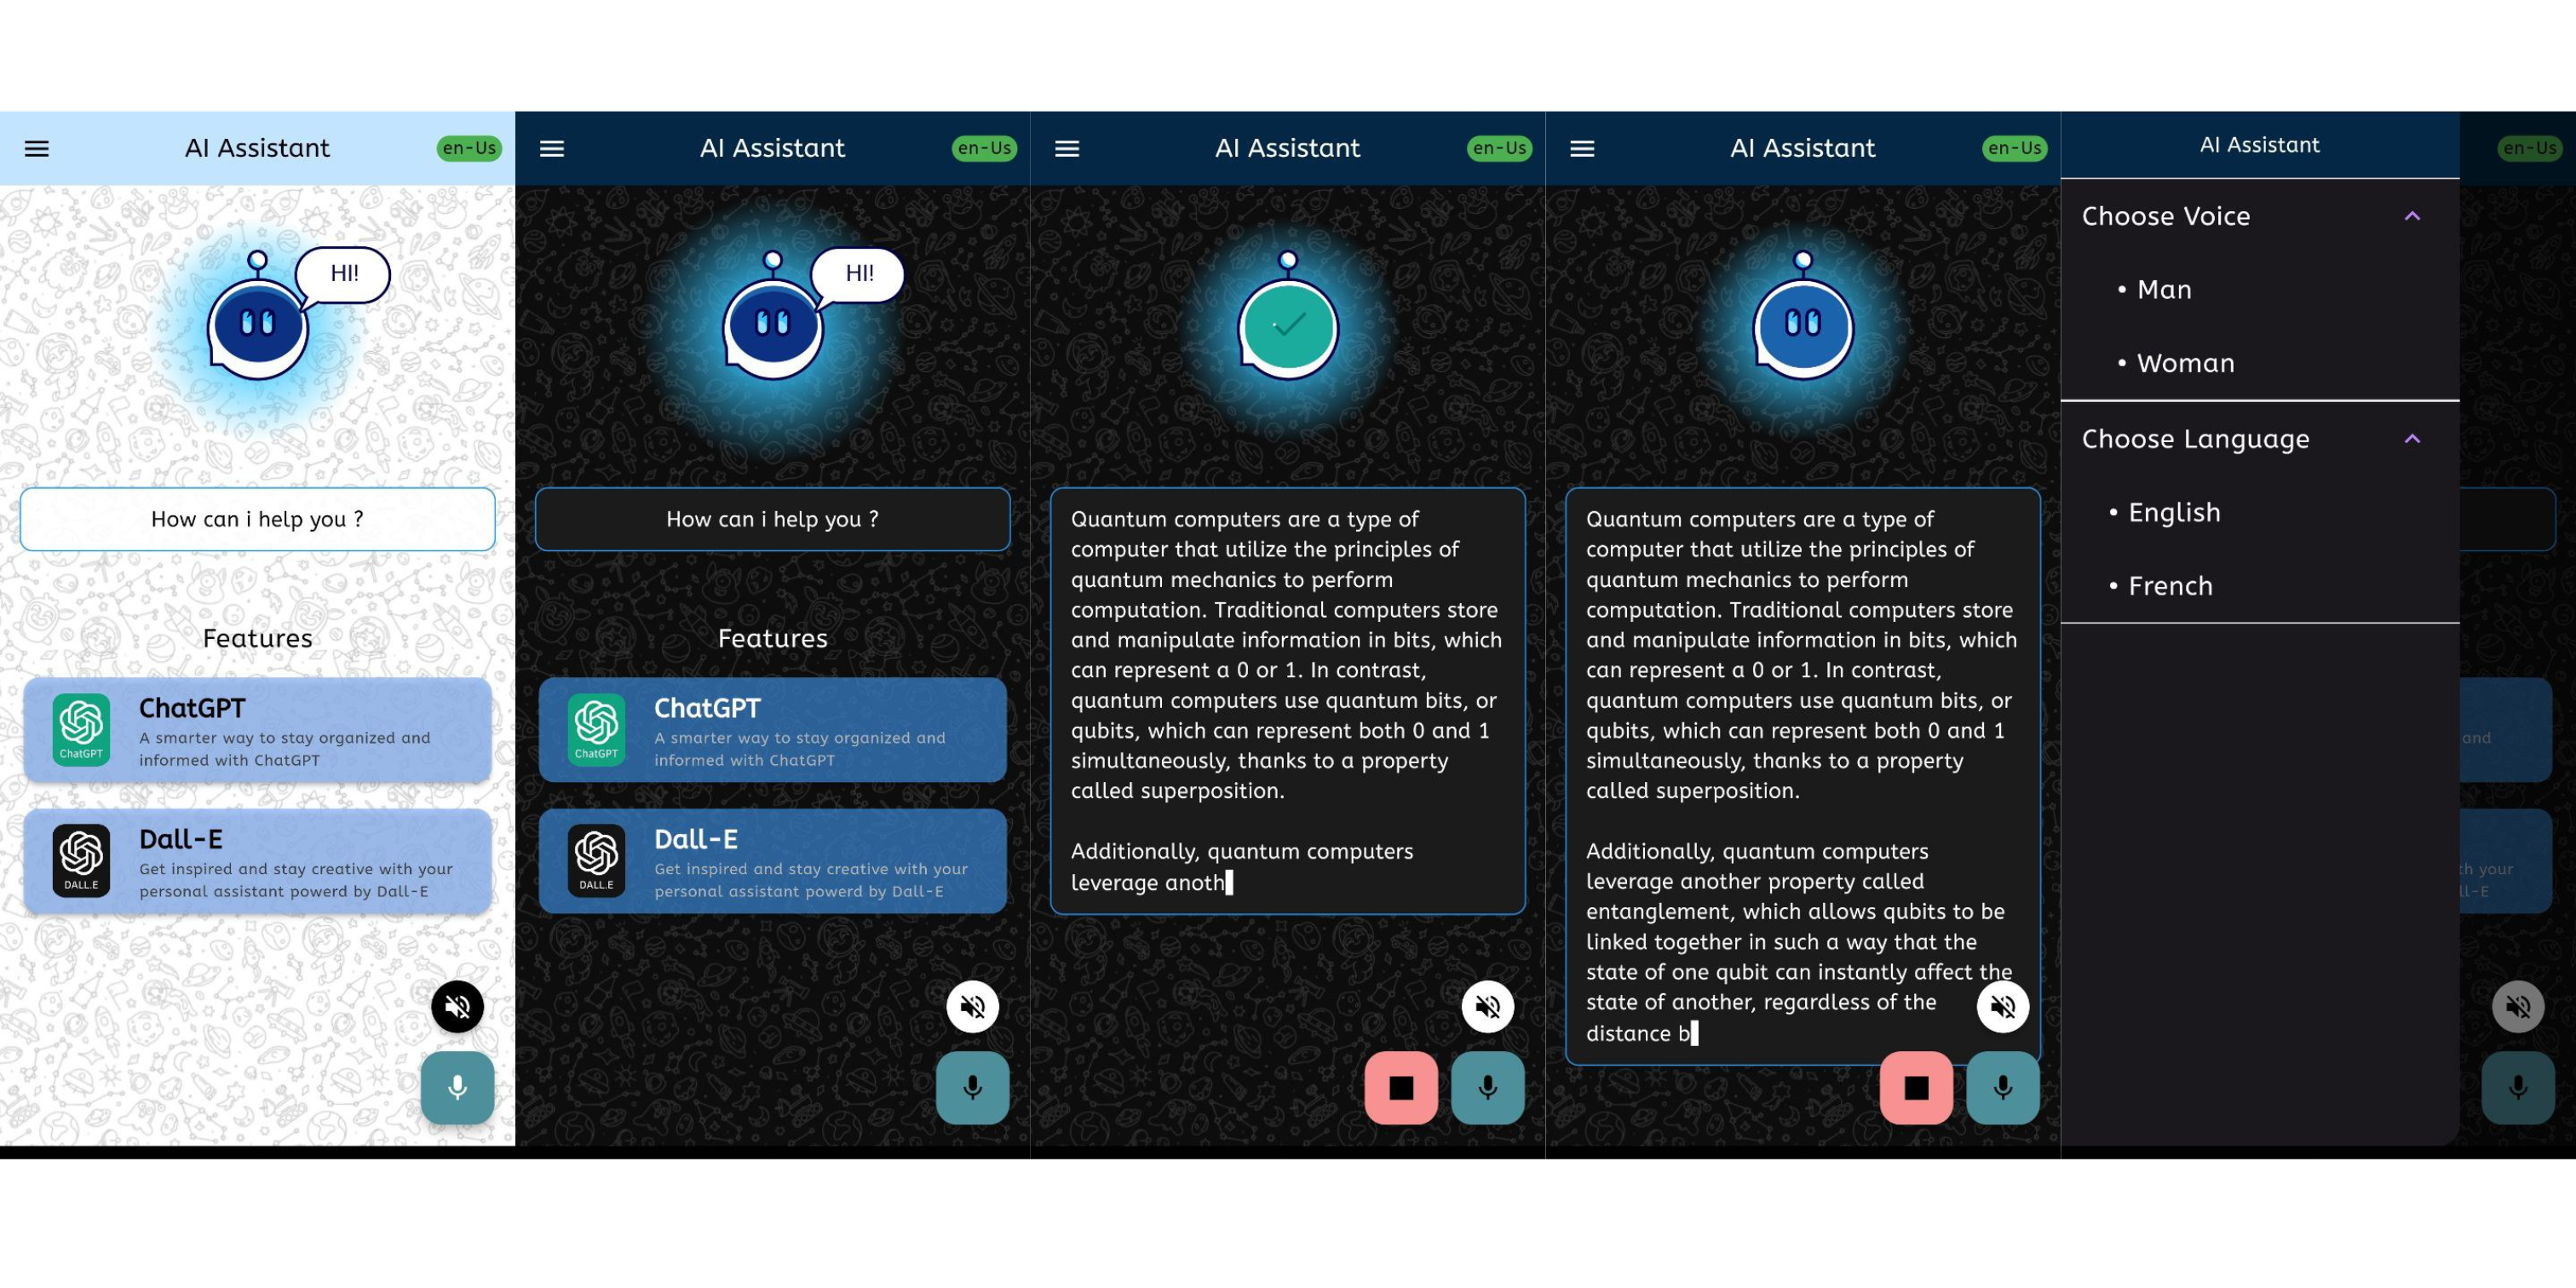 AI Assistant
en-Us
HI!
How can i help you ?
Features
ChatGPT
ChatGPT
A smarter way to stay organized and
informed with ChatGPT
DALL.E
Dall-E
Get inspired and stay creative with your
personal assistant powerd by Dall-E
AI Assistant
en-Us
HI!
How can i help you ?
Features
ChatGPT
ChatGPT
A smarter way to stay organized and
informed with ChatGPT
DALL.E
Dall-E
Get inspired and stay creative with your
personal assistant powerd by Dall-E
AI Assistant
en-Us
Quantum computers are a type of
computer that utilize the principles of
quantum mechanics to perform
computation. Traditional computers store
and manipulate information in bits, which
can represent a 0 or 1. In contrast,
quantum computers use quantum bits, or
qubits, which can represent both 0 and 1
simultaneously, thanks to a property
called superposition.
Additionally, quantum computers
leverage anoth
AI Assistant
en-Us
Quantum computers are a type of
computer that utilize the principles of
quantum mechanics to perform
computation. Traditional computers store
and manipulate information in bits, which
can represent a 0 or 1. In contrast,
quantum computers use quantum bits, or
qubits, which can represent both 0 and 1
simultaneously, thanks to a property
called superposition.
Additionally, quantum computers
leverage another property called
entanglement, which allows qubits to be
linked together in such a way that the
state of one qubit can instantly affect the
state of another, regardless of the
distance b
AI Assistant
en-Us
Choose Voice
• Man
• Woman
Choose Language
• English
• French
and
th your
ll-E